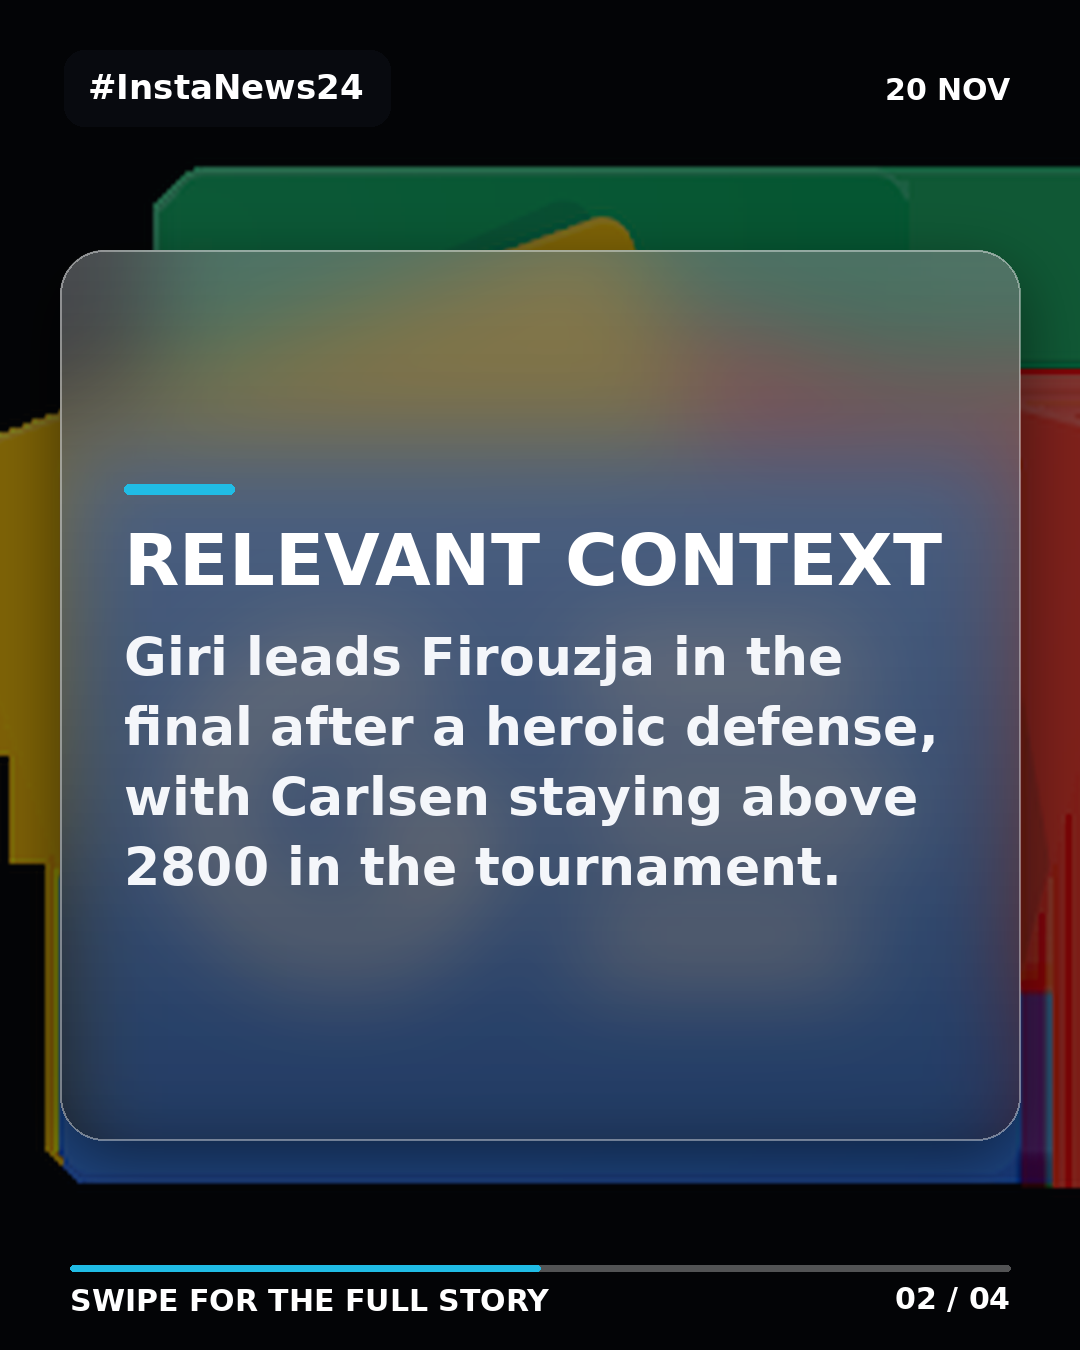 #InstaNews24
20 NOV
RELEVANT CONTEXT
Giri leads Firouzja in the
final after a heroic defense,
with Carlsen staying above
2800 in the tournament.
SWIPE FOR THE FULL STORY
02 / 04